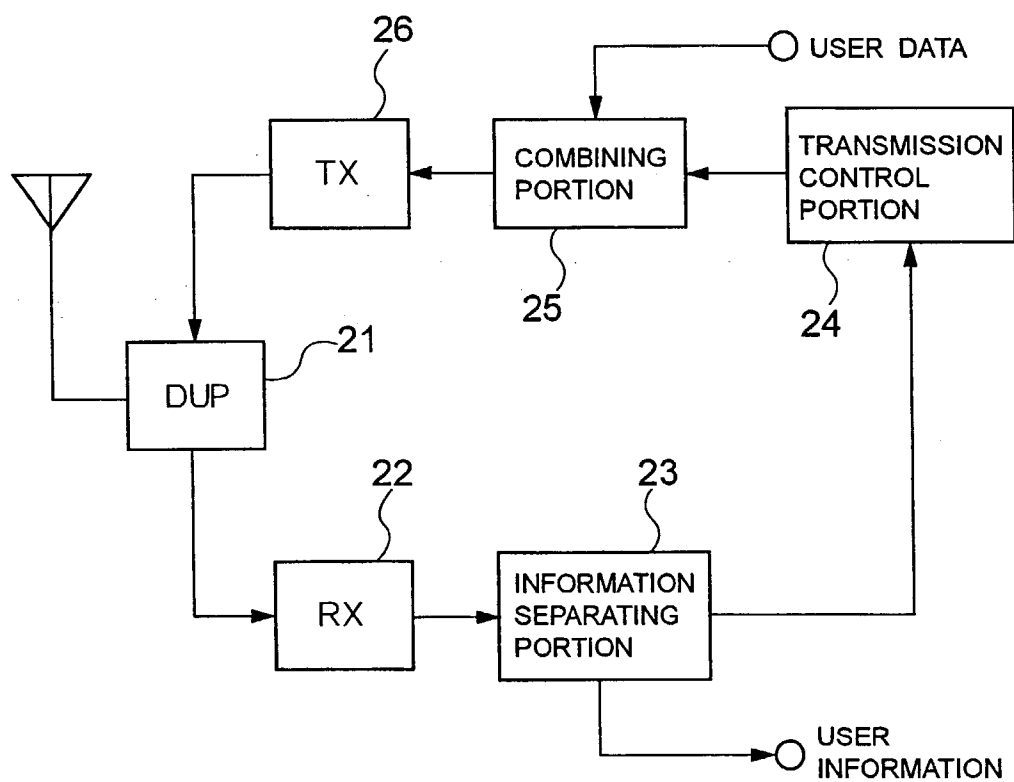 26
USER DATA
TX
COMBINING
PORTION
TRANSMISSION
CONTROL
PORTION
25
24
21
DUP
22
23
RX
INFORMATION
SEPARATING
PORTION
USER
INFORMATION